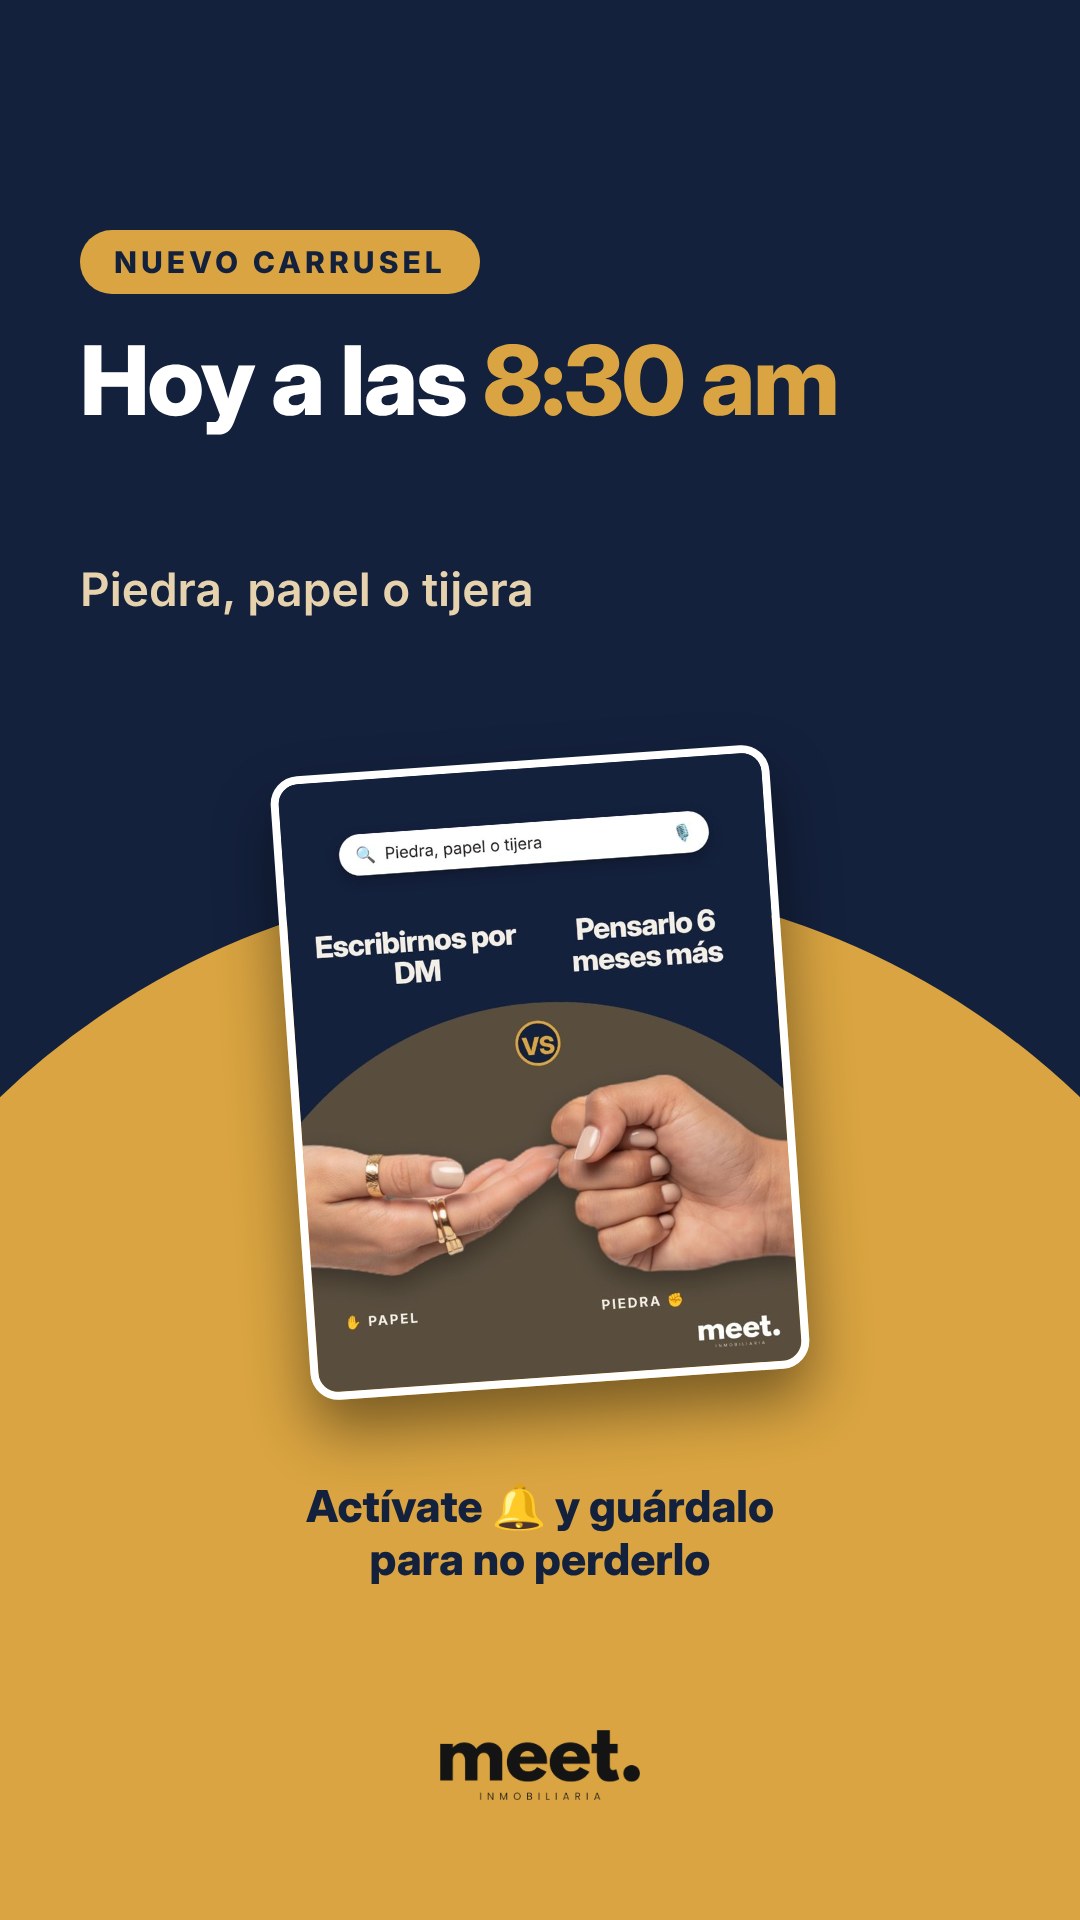 NUEVO CARRUSEL
Hoy a las 8:30 am
Piedra, papel o tijera
🔍 Piedra, papel o tijera 🎙️
Escribirnos por
DM
Pensarlo 6
meses más
VS
✋ PAPEL
PIEDRA ✊
meet.
INMOBILIARIA
Actívate 🔔 y guárdalo
para no perderlo
meet.
INMOBILIARIA